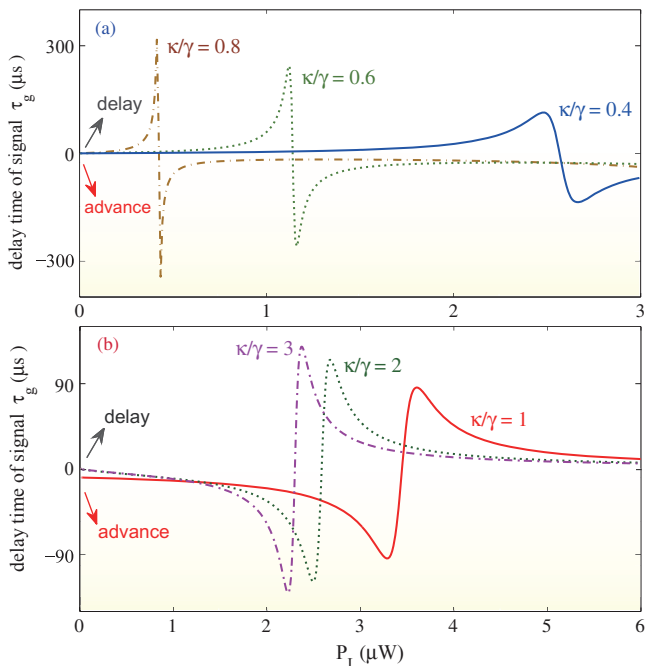 (a)
κ/γ = 0.8
κ/γ = 0.6
κ/γ = 0.4
delay
advance
delay time of signal τg (μs)
300
0
−300
0
1
2
3
(b)
κ/γ = 3
κ/γ = 2
κ/γ = 1
delay
advance
delay time of signal τg (μs)
90
0
−90
0
1
2
3
4
5
6
PL (μW)